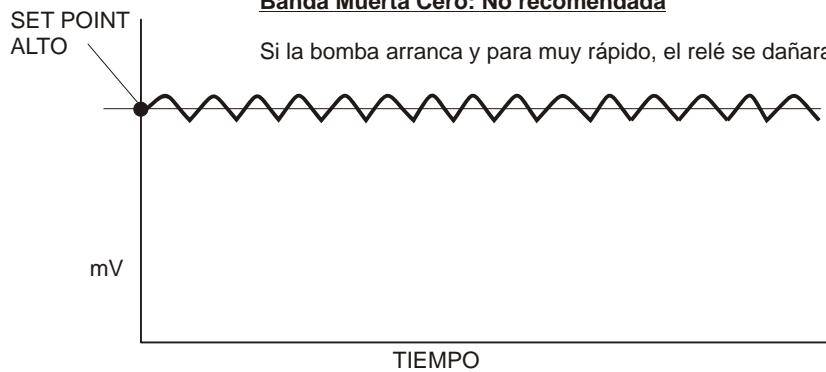 Banda Muerta Cero: No recomendada
SET POINT
ALTO
Si la bomba arranca y para muy rápido, el relé se dañara
mV
TIEMPO